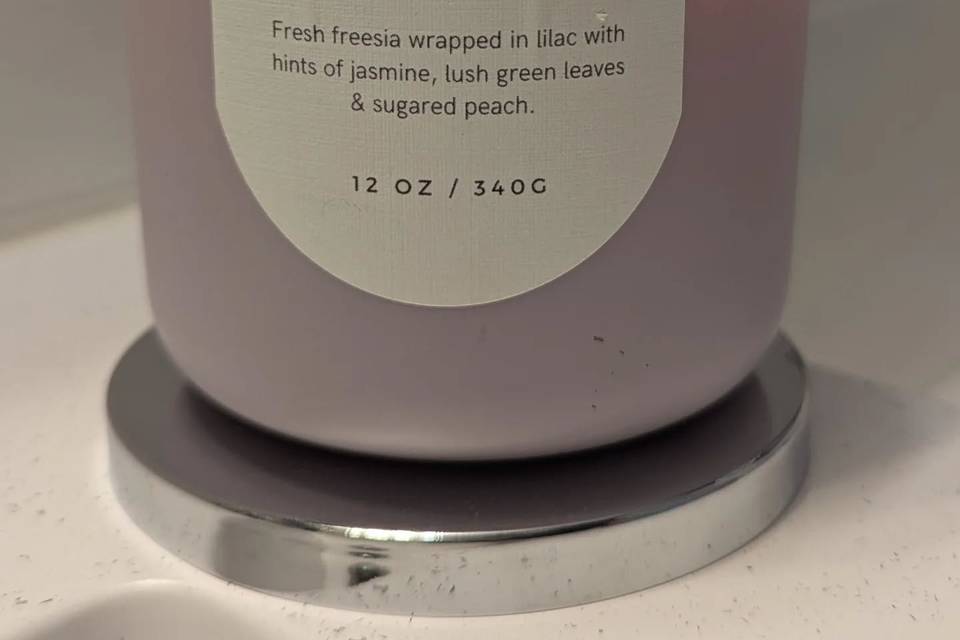 Fresh freesia wrapped in lilac with
hints of jasmine, lush green leaves
& sugared peach.
12 OZ / 340G